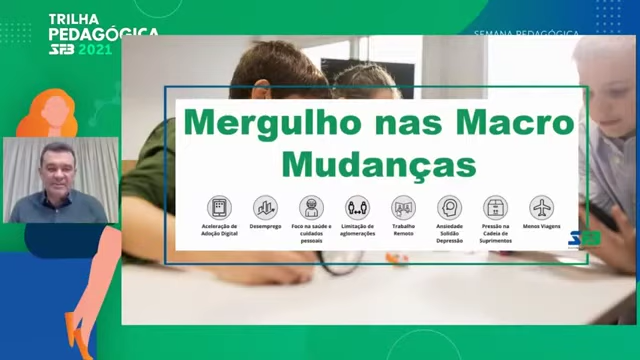 TRILHA
PEDAGÓGICA
SFB 2021
SEMANA PEDAGÓGICA
Mergulho nas Macro
Mudanças
Aceleração de
Adoção Digital
Desemprego
Foco na saúde e
cuidados
pessoais
Limitação de
aglomerações
Trabalho
Remoto
Ansiedade
Solidão
Depressão
Pressão na
Cadeia de
Suprimentos
Menos Viagens
SFB